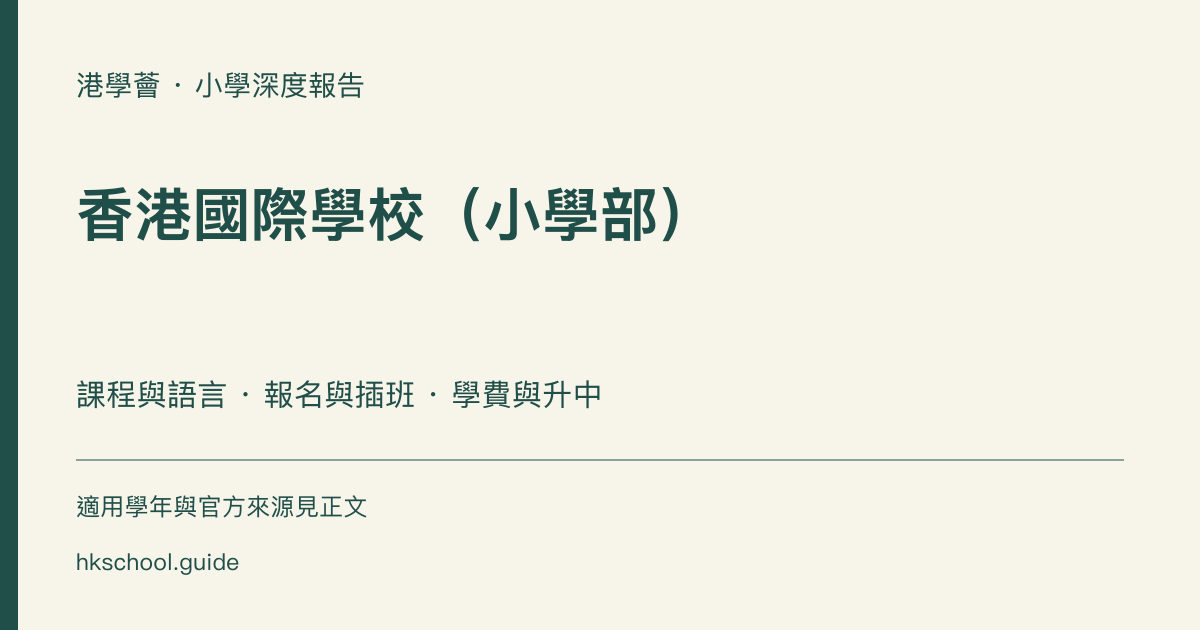 港學薈 · 小學深度報告
香港國際學校（小學部）
課程與語言 · 報名與插班 · 學費與升中
適用學年與官方來源見正文
hkschool.guide